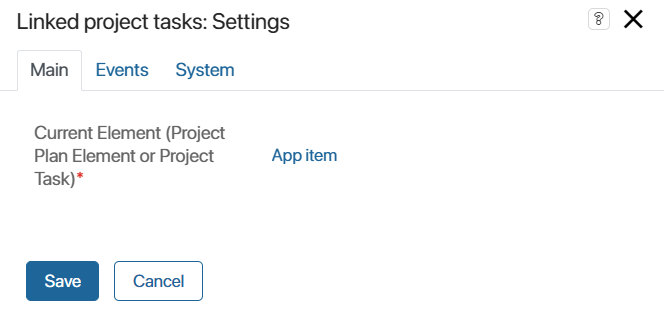 Linked project tasks: Settings
?
Main Events System
Current Element (Project
Plan Element or Project
Task)*
App item
Save Cancel